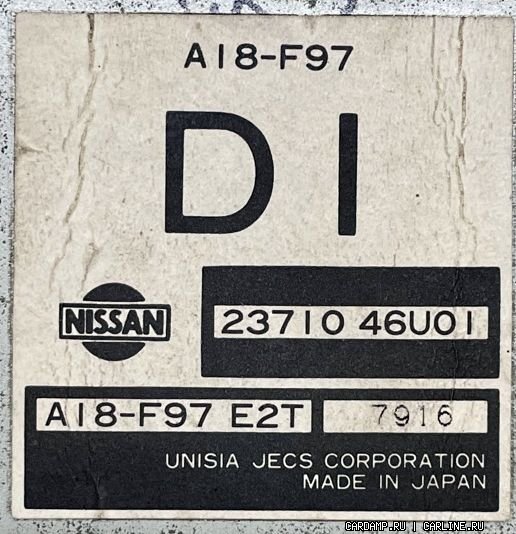 A18-F97
DI
NISSAN
23710 46U01
A18-F97 E2T
7916
UNISIA JECS CORPORATION
MADE IN JAPAN
CARDAMP.RU | CARLINE.RU